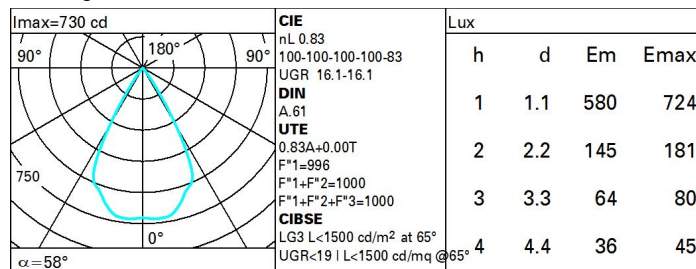 Imax=730 cd
90°
180°
90°
750
0°
α=58°
CIE
nL 0.83
100-100-100-100-83
UGR 16.1-16.1
DIN
A.61
UTE
0.83A+0.00T
F"1=996
F"1+F"2=1000
F"1+F"2+F"3=1000
CIBSE
LG3 L<1500 cd/m² at 65°
UGR<19 | L<1500 cd/mq @65°
Lux
h d Em Emax
1 1.1 580 724
2 2.2 145 181
3 3.3 64 80
4 4.4 36 45